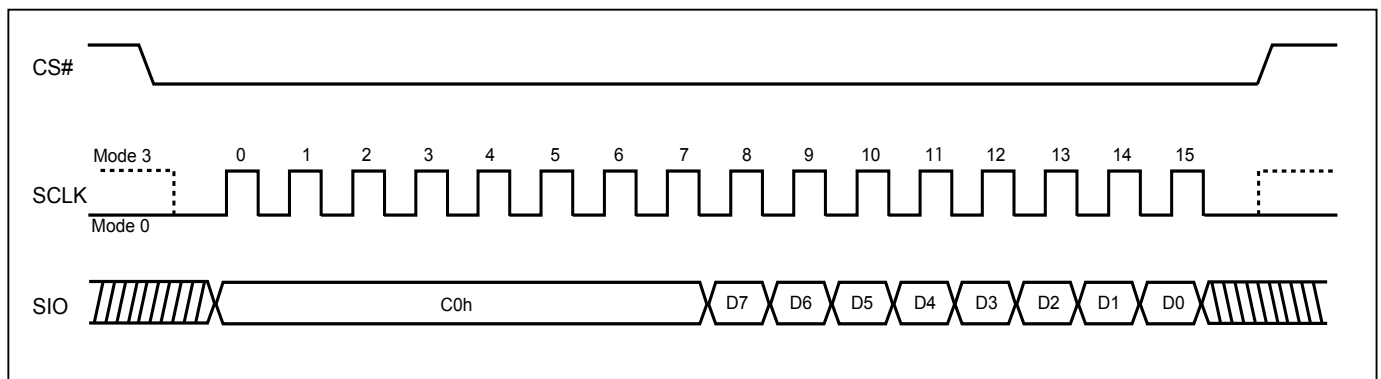 CS#
Mode 3 0 1 2 3 4 5 6 7 8 9 10 11 12 13 14 15
SCLK
Mode 0
SIO C0h D7 D6 D5 D4 D3 D2 D1 D0